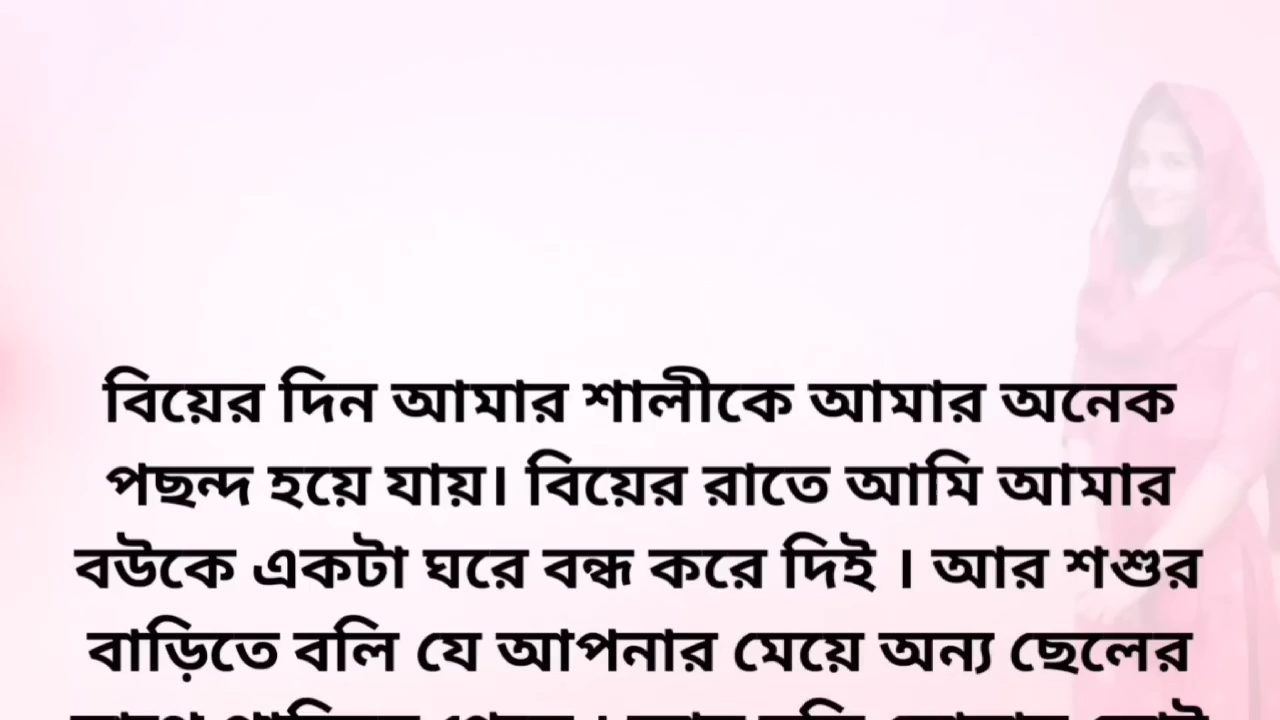 বিয়ের দিন আমার শালীকে আমার অনেক
পছন্দ হয়ে যায়। বিয়ের রাতে আমি আমার
বউকে একটা ঘরে বন্ধ করে দিই । আর শশুর
বাড়িতে বলি যে আপনার মেয়ে অন্য ছেলের